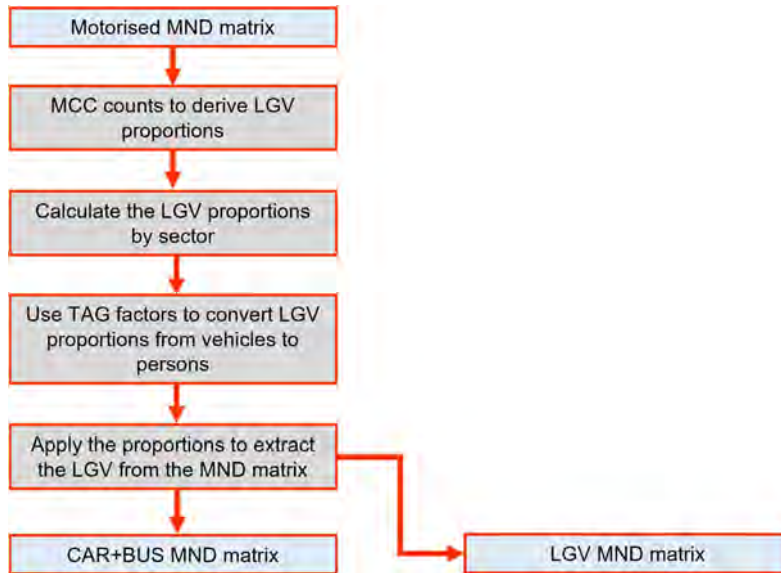 Motorised MND matrix
MCC counts to derive LGV
proportions
Calculate the LGV proportions
by sector
Use TAG factors to convert LGV
proportions from vehicles to
persons
Apply the proportions to extract
the LGV from the MND matrix
CAR+BUS MND matrix
LGV MND matrix